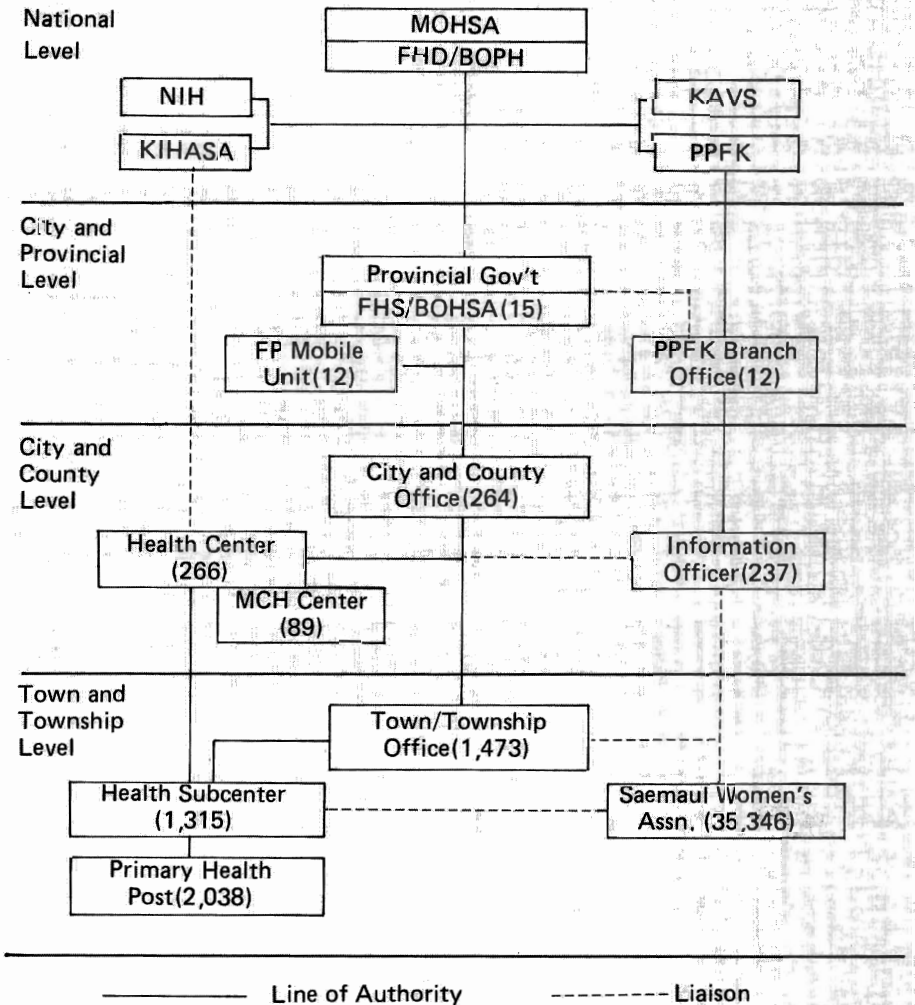 National
Level
MOHSA
FHD/BOPH
NIH
KAVS
KIHASA
PPFK
City and
Provincial
Level
Provincial Gov't
FHS/BOHSA(15)
FP Mobile
Unit(12)
PPFK Branch
Office(12)
City and
County
Level
City and County
Office(264)
Health Center
(266)
Information
Officer(237)
MCH Center
(89)
Town and
Township
Level
Town/Township
Office(1,473)
Health Subcenter
(1,315)
Saemaul Women's
Assn. (35,346)
Primary Health
Post(2,038)
Line of Authority
Liaison